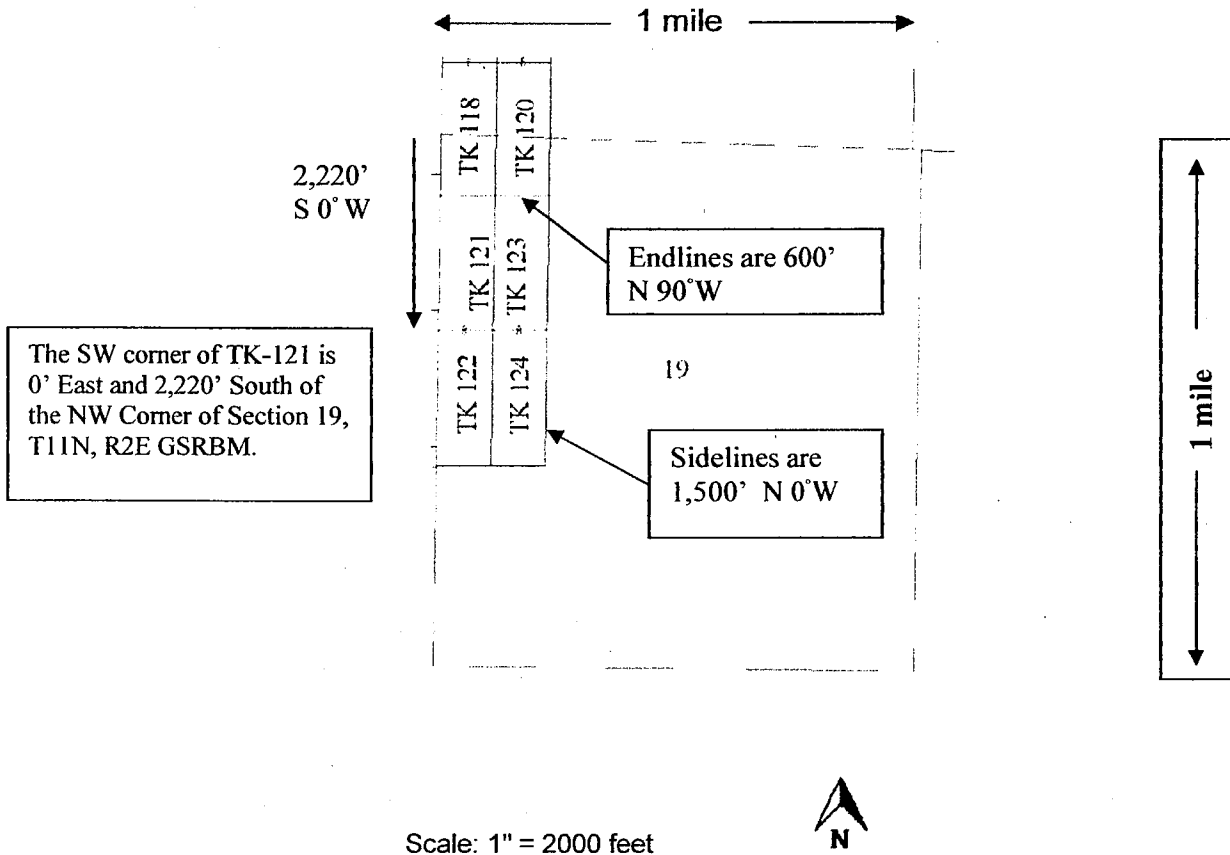 1 mile
TK 118
TK 120
2,220'
S 0° W
TK 121
TK 123
Endlines are 600'
N 90°W
The SW corner of TK-121 is
0' East and 2,220' South of
the NW Corner of Section 19,
T11N, R2E GSRBM.
TK 122
TK 124
19
Sidelines are
1,500' N 0°W
1 mile
Scale: 1" = 2000 feet
N